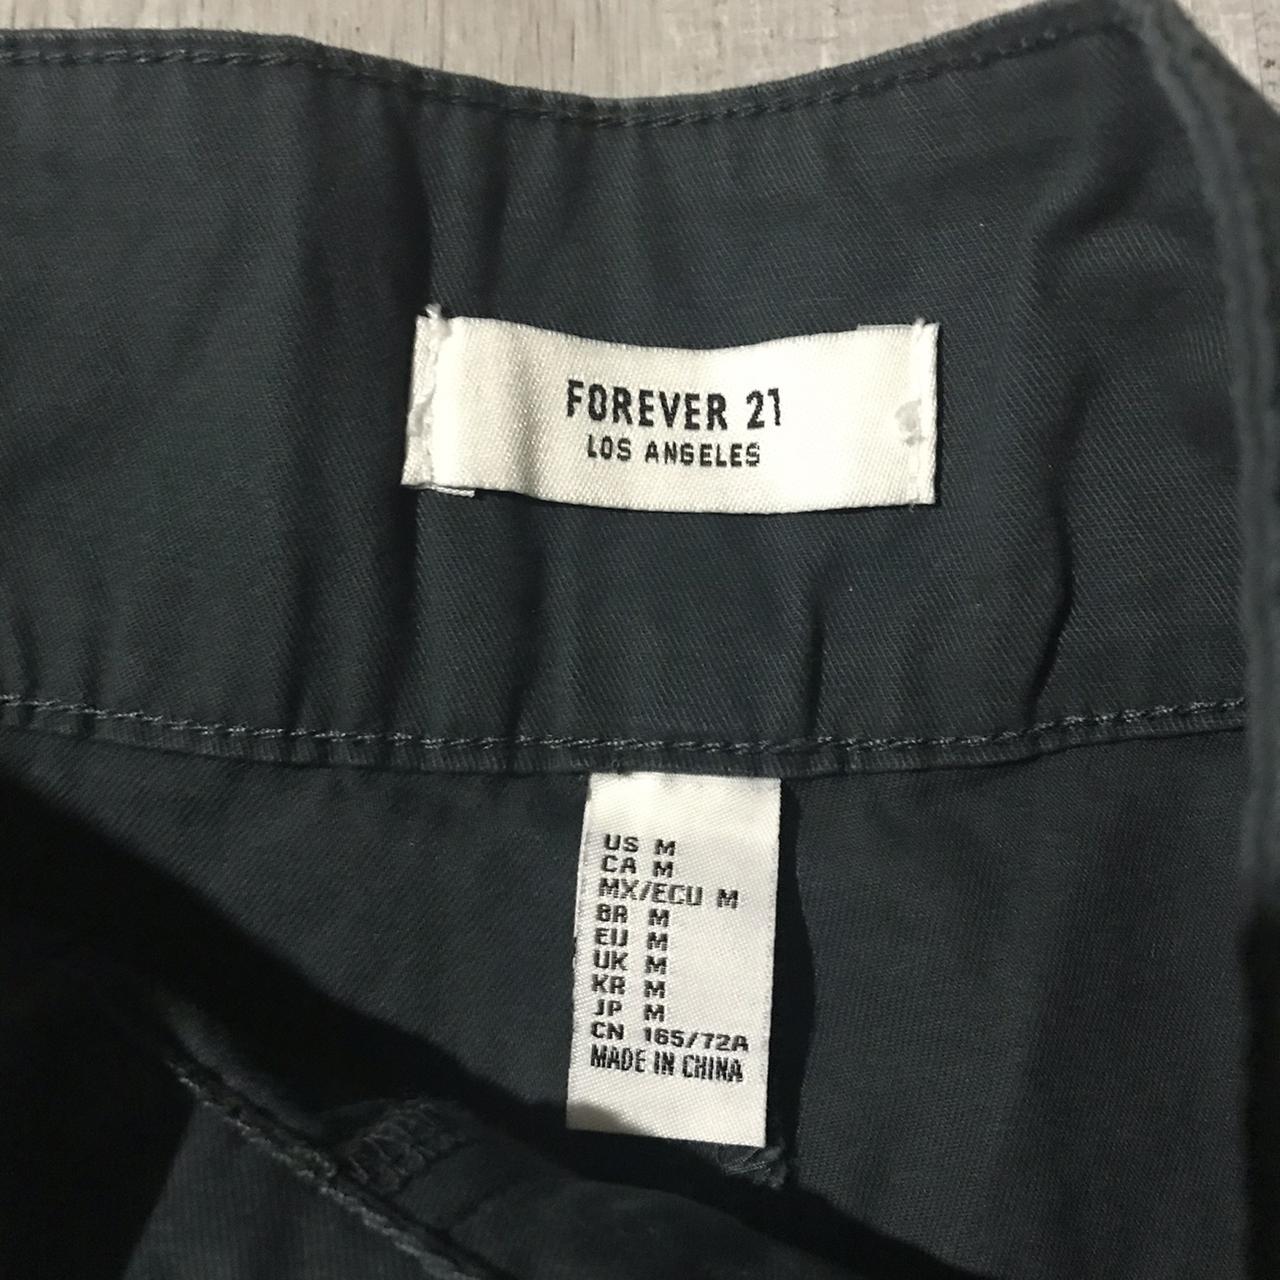 FOREVER 21
LOS ANGELES
US M
CA M
MX/ECU M
BR M
EU M
UK M
KR M
JP M
CN 165/72A
MADE IN CHINA